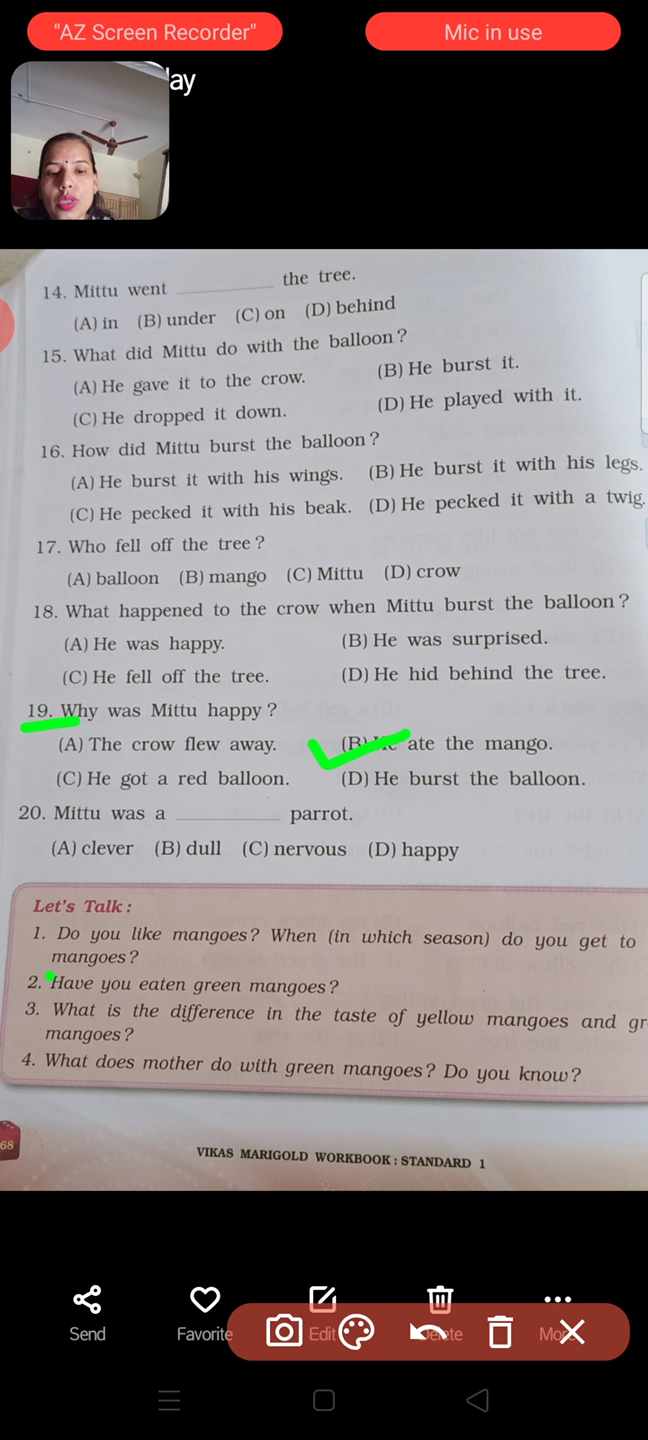 "AZ Screen Recorder"
Mic in use
ay
14. Mittu went ________ the tree.
(A) in (B) under (C) on (D) behind
15. What did Mittu do with the balloon?
(A) He gave it to the crow. (B) He burst it.
(C) He dropped it down. (D) He played with it.
16. How did Mittu burst the balloon?
(A) He burst it with his wings. (B) He burst it with his legs.
(C) He pecked it with his beak. (D) He pecked it with a twig.
17. Who fell off the tree?
(A) balloon (B) mango (C) Mittu (D) crow
18. What happened to the crow when Mittu burst the balloon?
(A) He was happy. (B) He was surprised.
(C) He fell off the tree. (D) He hid behind the tree.
19. Why was Mittu happy?
(A) The crow flew away. (B) He ate the mango.
(C) He got a red balloon. (D) He burst the balloon.
20. Mittu was a ________ parrot.
(A) clever (B) dull (C) nervous (D) happy
Let's Talk:
1. Do you like mangoes? When (in which season) do you get to
mangoes?
2. Have you eaten green mangoes?
3. What is the difference in the taste of yellow mangoes and gr
mangoes?
4. What does mother do with green mangoes? Do you know?
68
VIKAS MARIGOLD WORKBOOK : STANDARD 1
Send Favorite Edit Delete More